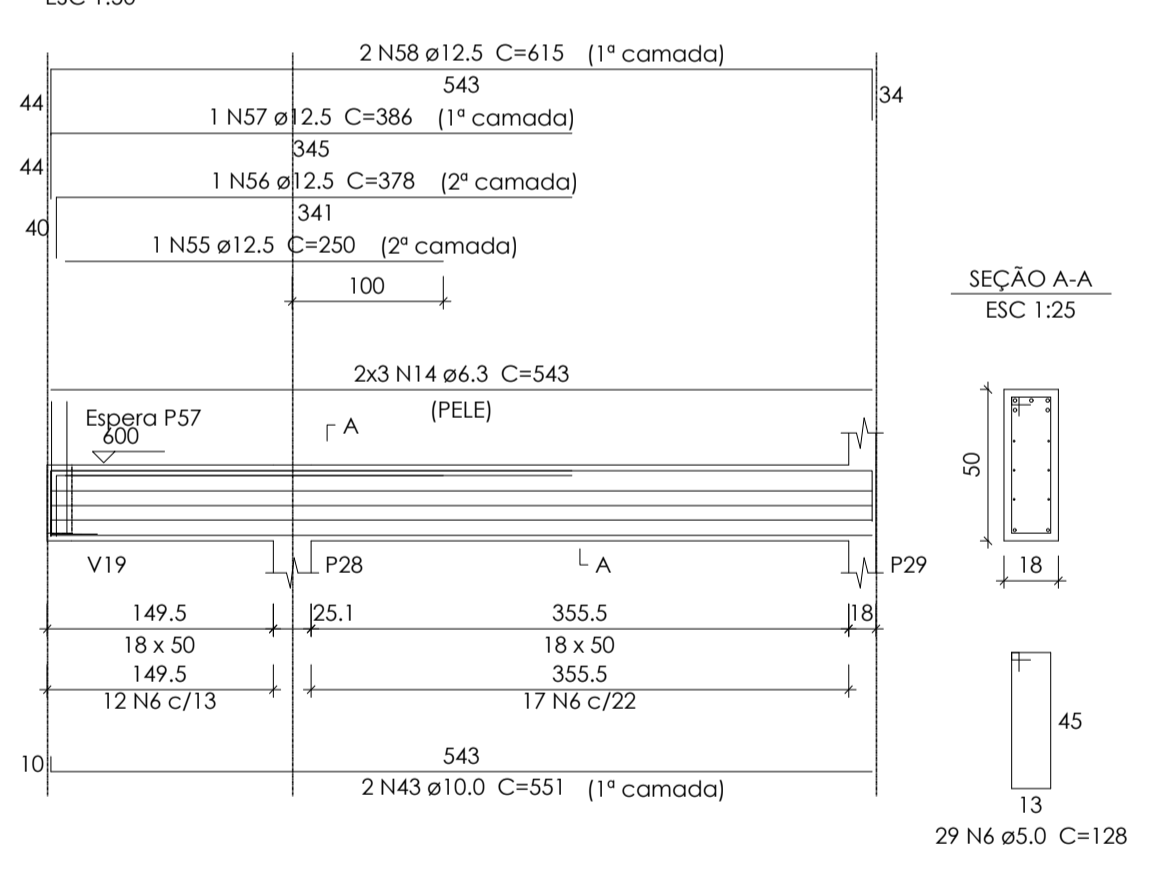 ESC 1:50
2 N58 ø12.5 C=615 (1ª camada)
543
44
34
1 N57 ø12.5 C=386 (1ª camada)
345
44
1 N56 ø12.5 C=378 (2ª camada)
341
40
1 N55 ø12.5 C=250 (2ª camada)
100
2x3 N14 ø6.3 C=543
(PELE)
Espera P57
600
A
V19
P28
A
P29
149.5
25.1
355.5
18
18 x 50
18 x 50
149.5
355.5
12 N6 c/13
17 N6 c/22
10
543
2 N43 ø10.0 C=551 (1ª camada)
SEÇÃO A-A
ESC 1:25
50
18
45
13
29 N6 ø5.0 C=128